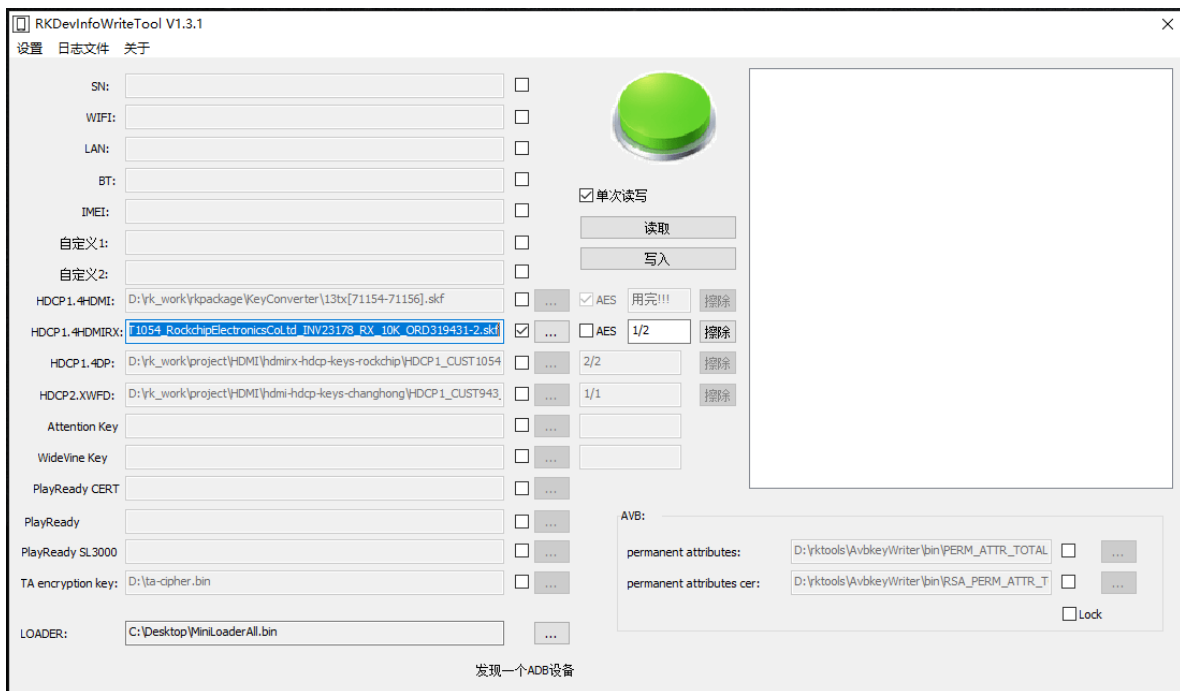 RKDevInfoWriteTool V1.3.1
设置 日志文件 关于
SN:
WIFI:
LAN:
BT:
IMEI:
单次读写
读取
自定义1:
写入
自定义2:
HDCP1.4HDMI: D:\rk_work\rkpackage\KeyConverter\13tx[71154-71156].skf ... AES 用完!!! 擦除
HDCP1.4HDMIRX: T1054_RockchipElectronicsCoLtd_INV23178_RX_10K_ORD319431-2.skf ... AES 1/2 擦除
HDCP1.4DP: D:\rk_work\project\HDMI\hdmirx-hdcp-keys-rockchip\HDCP1_CUST1054 ... 2/2 擦除
HDCP2.XWFD: D:\rk_work\project\HDMI\hdmi-hdcp-keys-changhong\HDCP1_CUST943_ ... 1/1 擦除
Attention Key ...
WideVine Key ...
PlayReady CERT ...
PlayReady ...
PlayReady SL3000 ...
TA encryption key: D:\ta-cipher.bin ...
LOADER: C:\Desktop\MiniLoaderAll.bin ...
AVB:
permanent attributes: D:\rktools\AvbkeyWriter\bin\PERM_ATTR_TOTAL ...
permanent attributes cer: D:\rktools\AvbkeyWriter\bin\RSA_PERM_ATTR_T ...
Lock
发现一个ADB设备